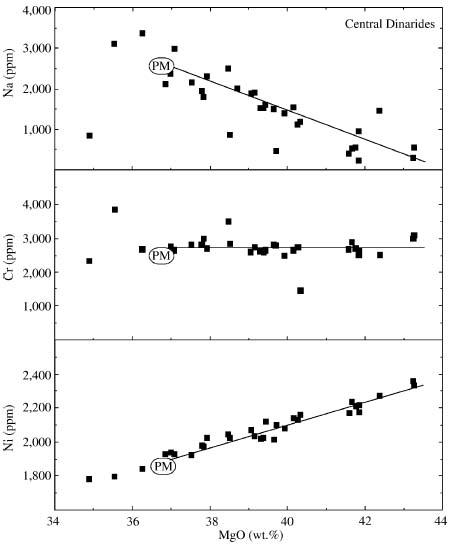 Central Dinarides
4,000
3,000
2,000
1,000
Na (ppm)
PM
4,000
3,000
2,000
1,000
Cr (ppm)
PM
2,400
2,200
2,000
1,800
Ni (ppm)
PM
34 36 38 40 42 44
MgO (wt.%)